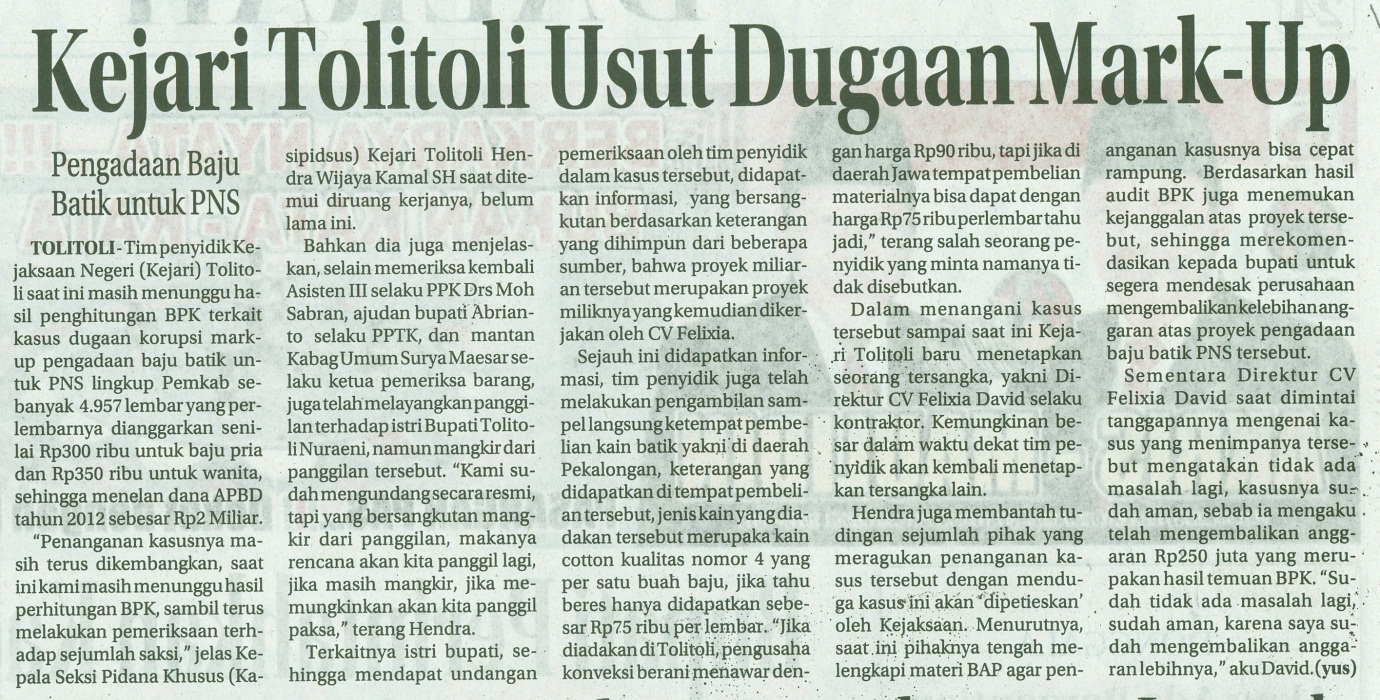 Kejari Tolitoli Usut Dugaan Mark-Up
Pengadaan Baju
Batik untuk PNS
TOLITOLI- Tim penyidik Ke-
jaksaan Negeri (Kejari) Tolito-
li saat ini masih menunggu ha-
sil penghitungan BPK terkait
kasus dugaan korupsi mark-
up pengadaan baju batik un-
tuk PNS lingkup Pemkab se-
banyak 4.957 lembar yang per-
lembarnya dianggarkan seni-
lai Rp300 ribu untuk baju pria
dan Rp350 ribu untuk wanita,
sehingga menelan dana APBD
tahun 2012 sebesar Rp2 Miliar.
"Penanganan kasusnya ma-
sih terus dikembangkan, saat
ini kami masih menunggu hasil
perhitungan BPK, sambil terus
melakukan pemeriksaan terh-
adap sejumlah saksi," jelas Ke-
pala Seksi Pidana Khusus (Ka-
sipidsus) Kejari Tolitoli Hen-
dra Wijaya Kamal SH saat dite-
mui diruang kerjanya, belum
lama ini.
Bahkan dia juga menjelas-
kan, selain memeriksa kembali
Asisten III selaku PPK Drs Moh
Sabran, ajudan bupati Abrian-
to selaku PPTK, dan mantan
Kabag Umum Surya Maesar se-
laku ketua pemeriksa barang,
juga telah melayangkan panggi-
lan terhadap istri Bupati Tolito-
li Nuraeni, namun mangkir dari
panggilan tersebut. "Kami su-
dah mengundang secara resmi,
tapi yang bersangkutan mang-
kir dari panggilan, makanya
rencana akan kita panggil lagi,
jika masih mangkir, jika me-
mungkinkan akan kita panggil
paksa," terang Hendra.
Terkaitnya istri bupati, se-
hingga mendapat undangan
pemeriksaan oleh tim penyidik
dalam kasus tersebut, didapat-
kan informasi, yang bersang-
kutan berdasarkan keterangan
yang dihimpun dari beberapa
sumber, bahwa proyek miliar-
an tersebut merupakan proyek
miliknya yang kemudian diker-
jakan oleh CV Felixia.
Sejauh ini didapatkan infor-
masi, tim penyidik juga telah
melakukan pengambilan sam-
pel langsung ketempat pembe-
lian kain batik yakni di daerah
Pekalongan, keterangan yang
didapatkan di tempat pembeli-
an tersebut, jenis kain yang dia-
dakan tersebut merupaka kain
cotton kualitas nomor 4 yang
per satu buah baju, jika tahu
beres hanya didapatkan sebe-
sar Rp75 ribu per lembar. "Jika
diadakan di Tolitoli, pengusaha
konveksi berani menawar den-
gan harga Rp90 ribu, tapi jika di
daerah Jawa tempat pembelian
materialnya bisa dapat dengan
harga Rp75 ribu perlembar tahu
jadi," terang salah seorang pe-
nyidik yang minta namanya ti-
dak disebutkan.
Dalam menangani kasus
tersebut sampai saat ini Keja-
ri Tolitoli baru menetapkan
seorang tersangka, yakni Di-
rektur CV Felixia David selaku
kontraktor. Kemungkinan be-
sar dalam waktu dekat tim pe-
nyidik akan kembali menetap-
kan tersangka lain.
Hendra juga membantah tu-
dingan sejumlah pihak yang
meragukan penanganan ka-
sus tersebut dengan mendu-
ga kasus ini akan 'dipetieskan'
oleh Kejaksaan. Menurutnya,
saat ini pihaknya tengah me-
lengkapi materi BAP agar pen-
anganan kasusnya bisa cepat
rampung. Berdasarkan hasil
audit BPK juga menemukan
kejanggalan atas proyek terse-
but, sehingga merekomen-
dasikan kepada bupati untuk
segera mendesak perusahaan
mengembalikan kelebihan ang-
garan atas proyek pengadaan
baju batik PNS tersebut.
Sementara Direktur CV
Felixia David saat dimintai
tanggapannya mengenai ka-
sus yang menimpanya terse-
but mengatakan tidak ada
masalah lagi, kasusnya su-
dah aman, sebab ia mengaku
telah mengembalikan angg-
aran Rp250 juta yang meru-
pakan hasil temuan BPK. "Su-
dah tidak ada masalah lagi,
sudah aman, karena saya su-
dah mengembalikan angga-
ran lebihnya," aku David.(yus)